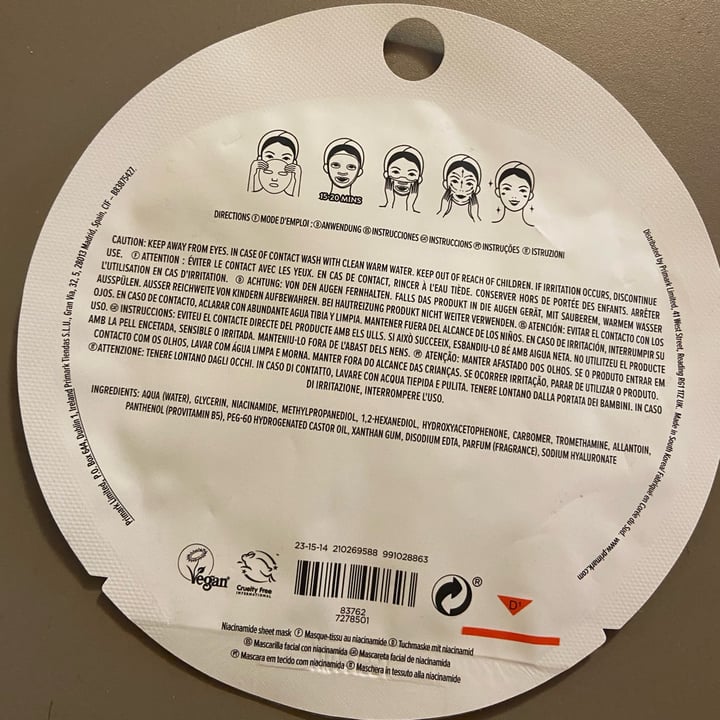 15-20 MINS
DIRECTIONS Ⓕ MODE D'EMPLOI : Ⓓ ANWENDUNG Ⓔ INSTRUCCIONES INSTRUCCIONS Ⓟ INSTRUÇÕES Ⓘ ISTRUZIONI
CAUTION: KEEP AWAY FROM EYES. IN CASE OF CONTACT WASH WITH CLEAN WARM WATER. KEEP OUT OF REACH OF CHILDREN. IF IRRITATION OCCURS, DISCONTINUE
USE. Ⓕ ATTENTION : ÉVITER LE CONTACT AVEC LES YEUX. EN CAS DE CONTACT, RINCER À L'EAU TIÈDE. CONSERVER HORS DE PORTÉE DES ENFANTS. ARRÊTER
L'UTILISATION EN CAS D'IRRITATION. Ⓓ ACHTUNG: VON DEN AUGEN FERNHALTEN. FALLS DAS PRODUKT IN DIE AUGEN GERÄT, MIT SAUBEREM, WARMEM WASSER
AUSSPÜLEN. AUSSER REICHWEITE VON KINDERN AUFBEWAHREN. BEI HAUTREIZUNG PRODUKT NICHT WEITER VERWENDEN. ATENCIÓN: EVITAR EL CONTACTO CON LOS
OJOS. EN CASO DE CONTACTO, ACLARAR CON ABUNDANTE AGUA TIBIA Y LIMPIA. MANTENER FUERA DEL ALCANCE DE LOS NIÑOS. EN CASO DE IRRITACIÓN, INTERRUMPIR SU
USO. INSTRUCCIONS: EVITEU EL CONTACTE DIRECTE DEL PRODUCTE AMB ELS ULLS. SI AIXÒ SUCCEEIX, ESBANDIU-LO BÉ AMB AIGUA NETA. NO UTILITZEU EL PRODUCTE
AMB LA PELL ENCETADA, SENSIBLE O IRRITADA. MANTENIU-LO FORA DE L'ABAST DELS NENS. Ⓟ ATENÇÃO: MANTER AFASTADO DOS OLHOS. SE O PRODUTO ENTRAR EM
CONTACTO COM OS OLHOS, LAVAR COM ÁGUA LIMPA E MORNA. MANTER FORA DO ALCANCE DAS CRIANÇAS. SE OCORRER IRRITAÇÃO, PARAR DE UTILIZAR O PRODUTO.
ATTENZIONE: TENERE LONTANO DAGLI OCCHI. IN CASO DI CONTATTO, LAVARE CON ACQUA TIEPIDA E PULITA. TENERE LONTANO DALLA PORTATA DEI BAMBINI. IN CASO
DI IRRITAZIONE, INTERROMPERE L'USO.
INGREDIENTS: AQUA (WATER), GLYCERIN, NIACINAMIDE, METHYLPROPANEDIOL, 1,2-HEXANEDIOL, HYDROXYACETOPHENONE, CARBOMER, TROMETHAMINE, ALLANTOIN,
PANTHENOL (PROVITAMIN B5), PEG-60 HYDROGENATED CASTOR OIL, XANTHAN GUM, DISODIUM EDTA, PARFUM (FRAGRANCE), SODIUM HYALURONATE
Primark Limited, P.O. Box 644, Dublin 1, Ireland Primark Tiendas S.L.U., Gran Via, 32, 5, 28013 Madrid, Spain, CIF - B83875427.
Distributed by Primark Limited, 41 West Street, Reading RG1 1TZ UK. Made in South Korea/ Fabriqué en Corée du Sud. www.primark.com
Vegan
Cruelty Free
INTERNATIONAL
23-15-14 210269588 991028863
83762
7278501
®
D¹
Niacinamide sheet mask Ⓕ Masque-tissu au niacinamide Ⓓ Tuchmaske mit niacinamid
Mascarilla facial con niacinamida Mascareta facial de niacinamida
Ⓟ Mascara em tecido com niacinamida Maschera in tessuto alla niacinamide